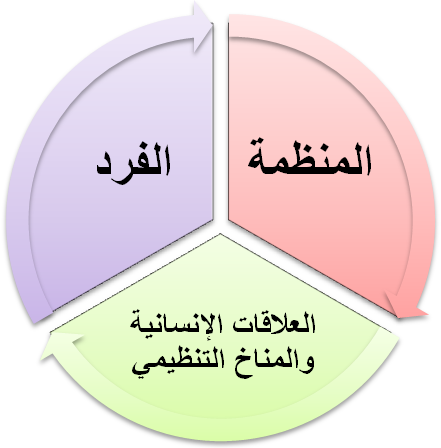 المنظمة
الفرد
العلاقات الإنسانية
والمناخ التنظيمي